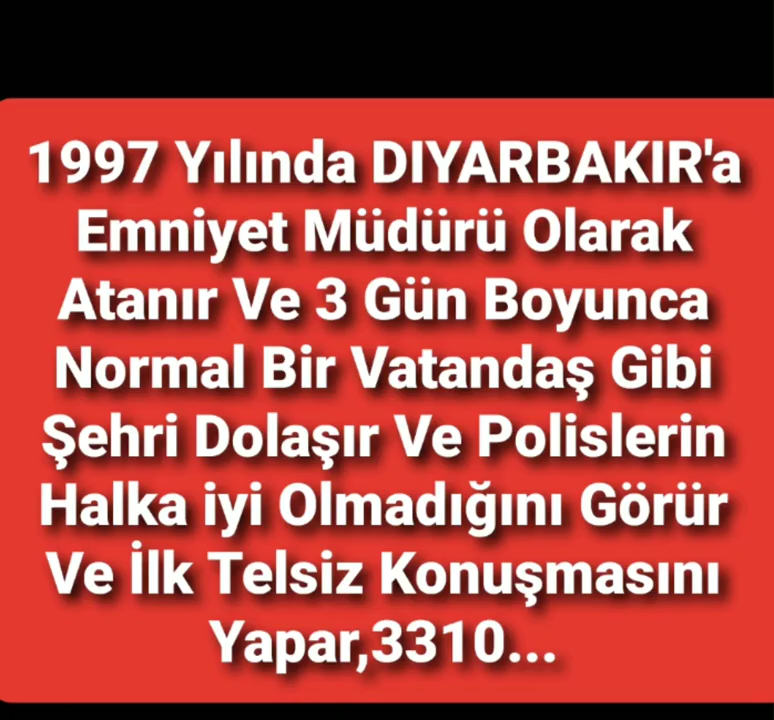 1997 Yılında DIYARBAKIR'a
Emniyet Müdürü Olarak
Atanır Ve 3 Gün Boyunca
Normal Bir Vatandaş Gibi
Şehri Dolaşır Ve Polislerin
Halka iyi Olmadığını Görür
Ve İlk Telsiz Konuşmasını
Yapar,3310...